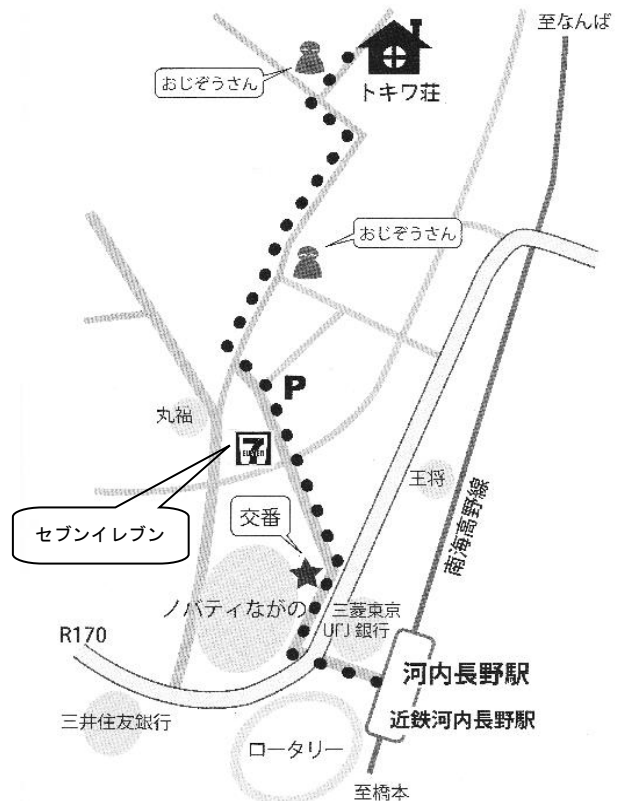 至なんば
トキワ荘
おじぞうさん
おじぞうさん
P
丸福
7
ELEVEN
セブンイレブン
王将
南海高野線
交番
ノバティながの
三菱東京
UFJ 銀行
R170
河内長野駅
近鉄河内長野駅
三井住友銀行
ロータリー
至橋本